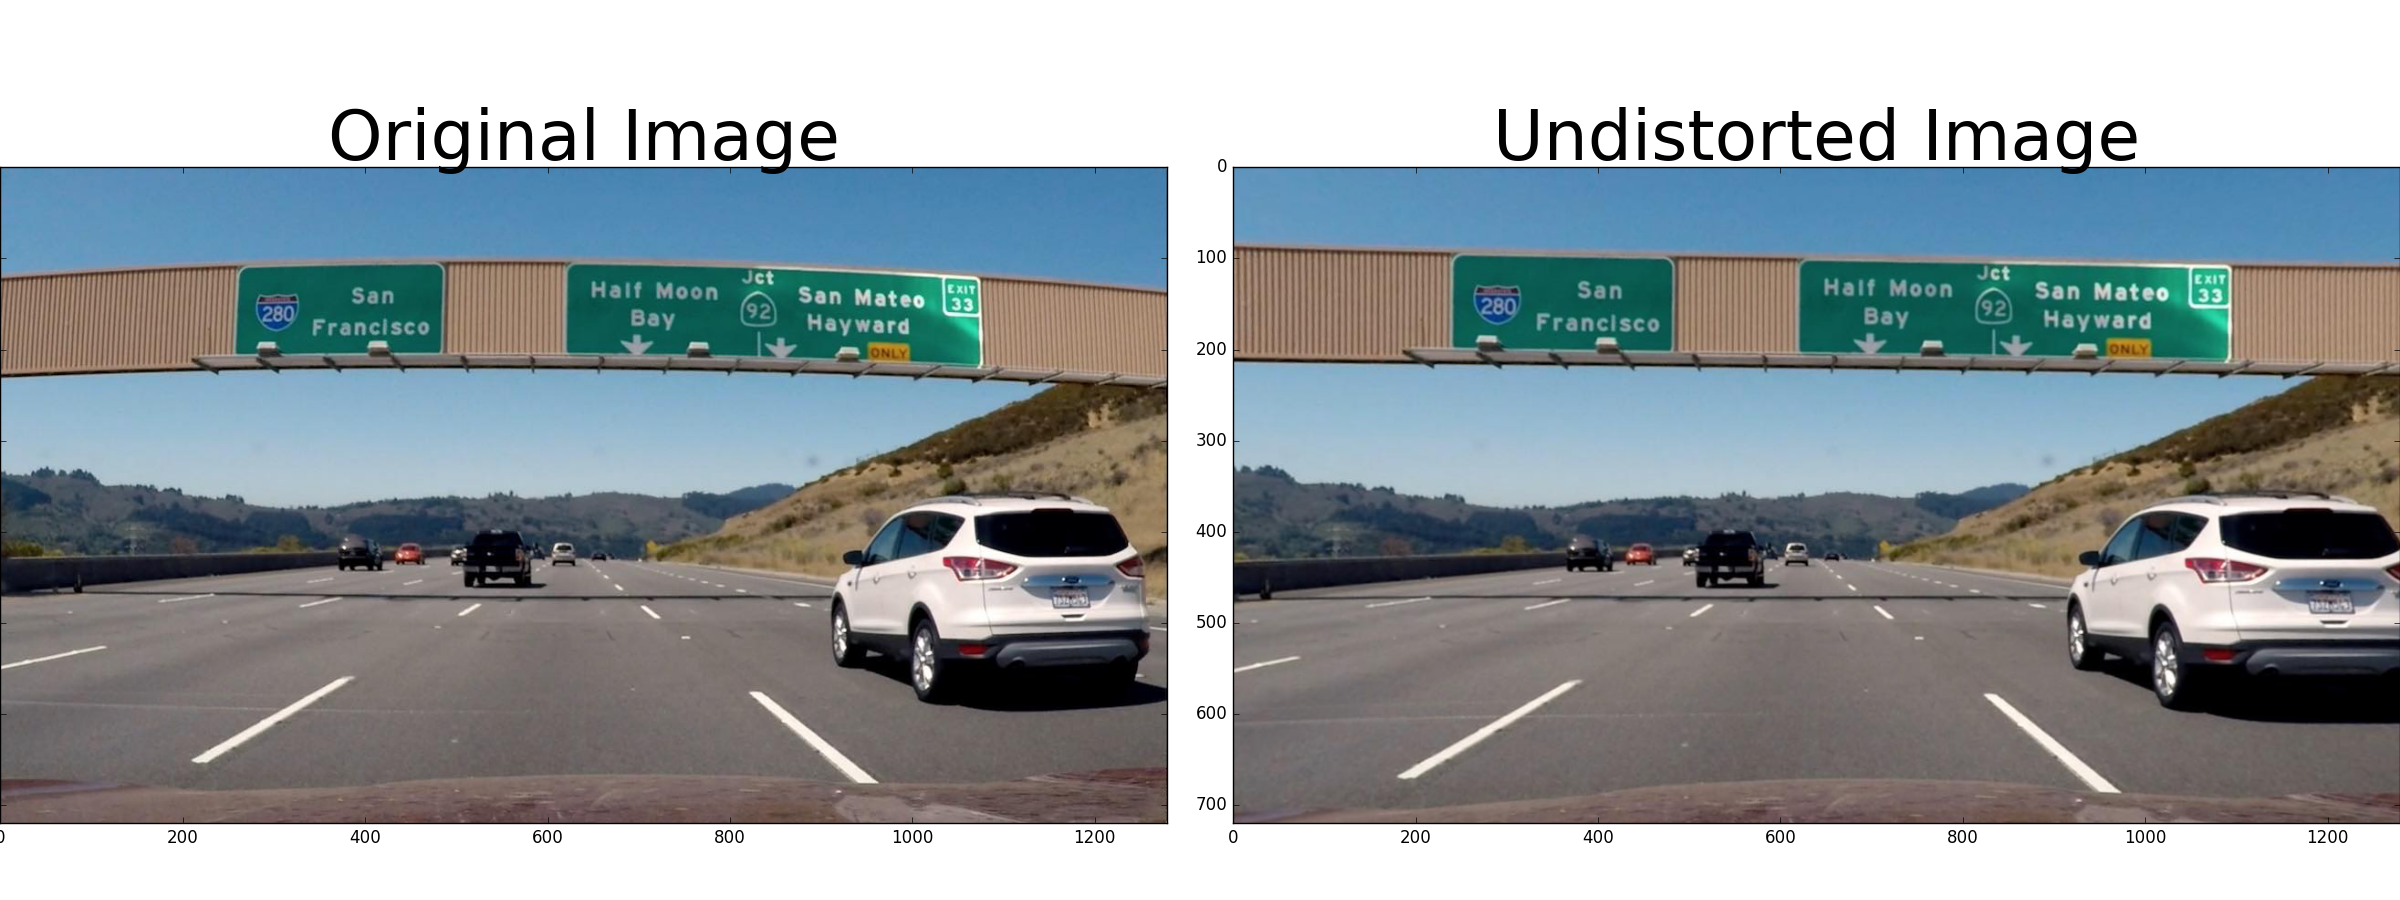 Original Image
Undistorted Image
280
San
Francisco
Half Moon
Bay
Jct
92
San Mateo
Hayward
EXIT
33
ONLY
280
San
Francisco
Half Moon
Bay
Jct
92
San Mateo
Hayward
EXIT
33
ONLY
0
100
200
300
400
500
600
700
0 200 400 600 800 1000 1200
0 200 400 600 800 1000 1200